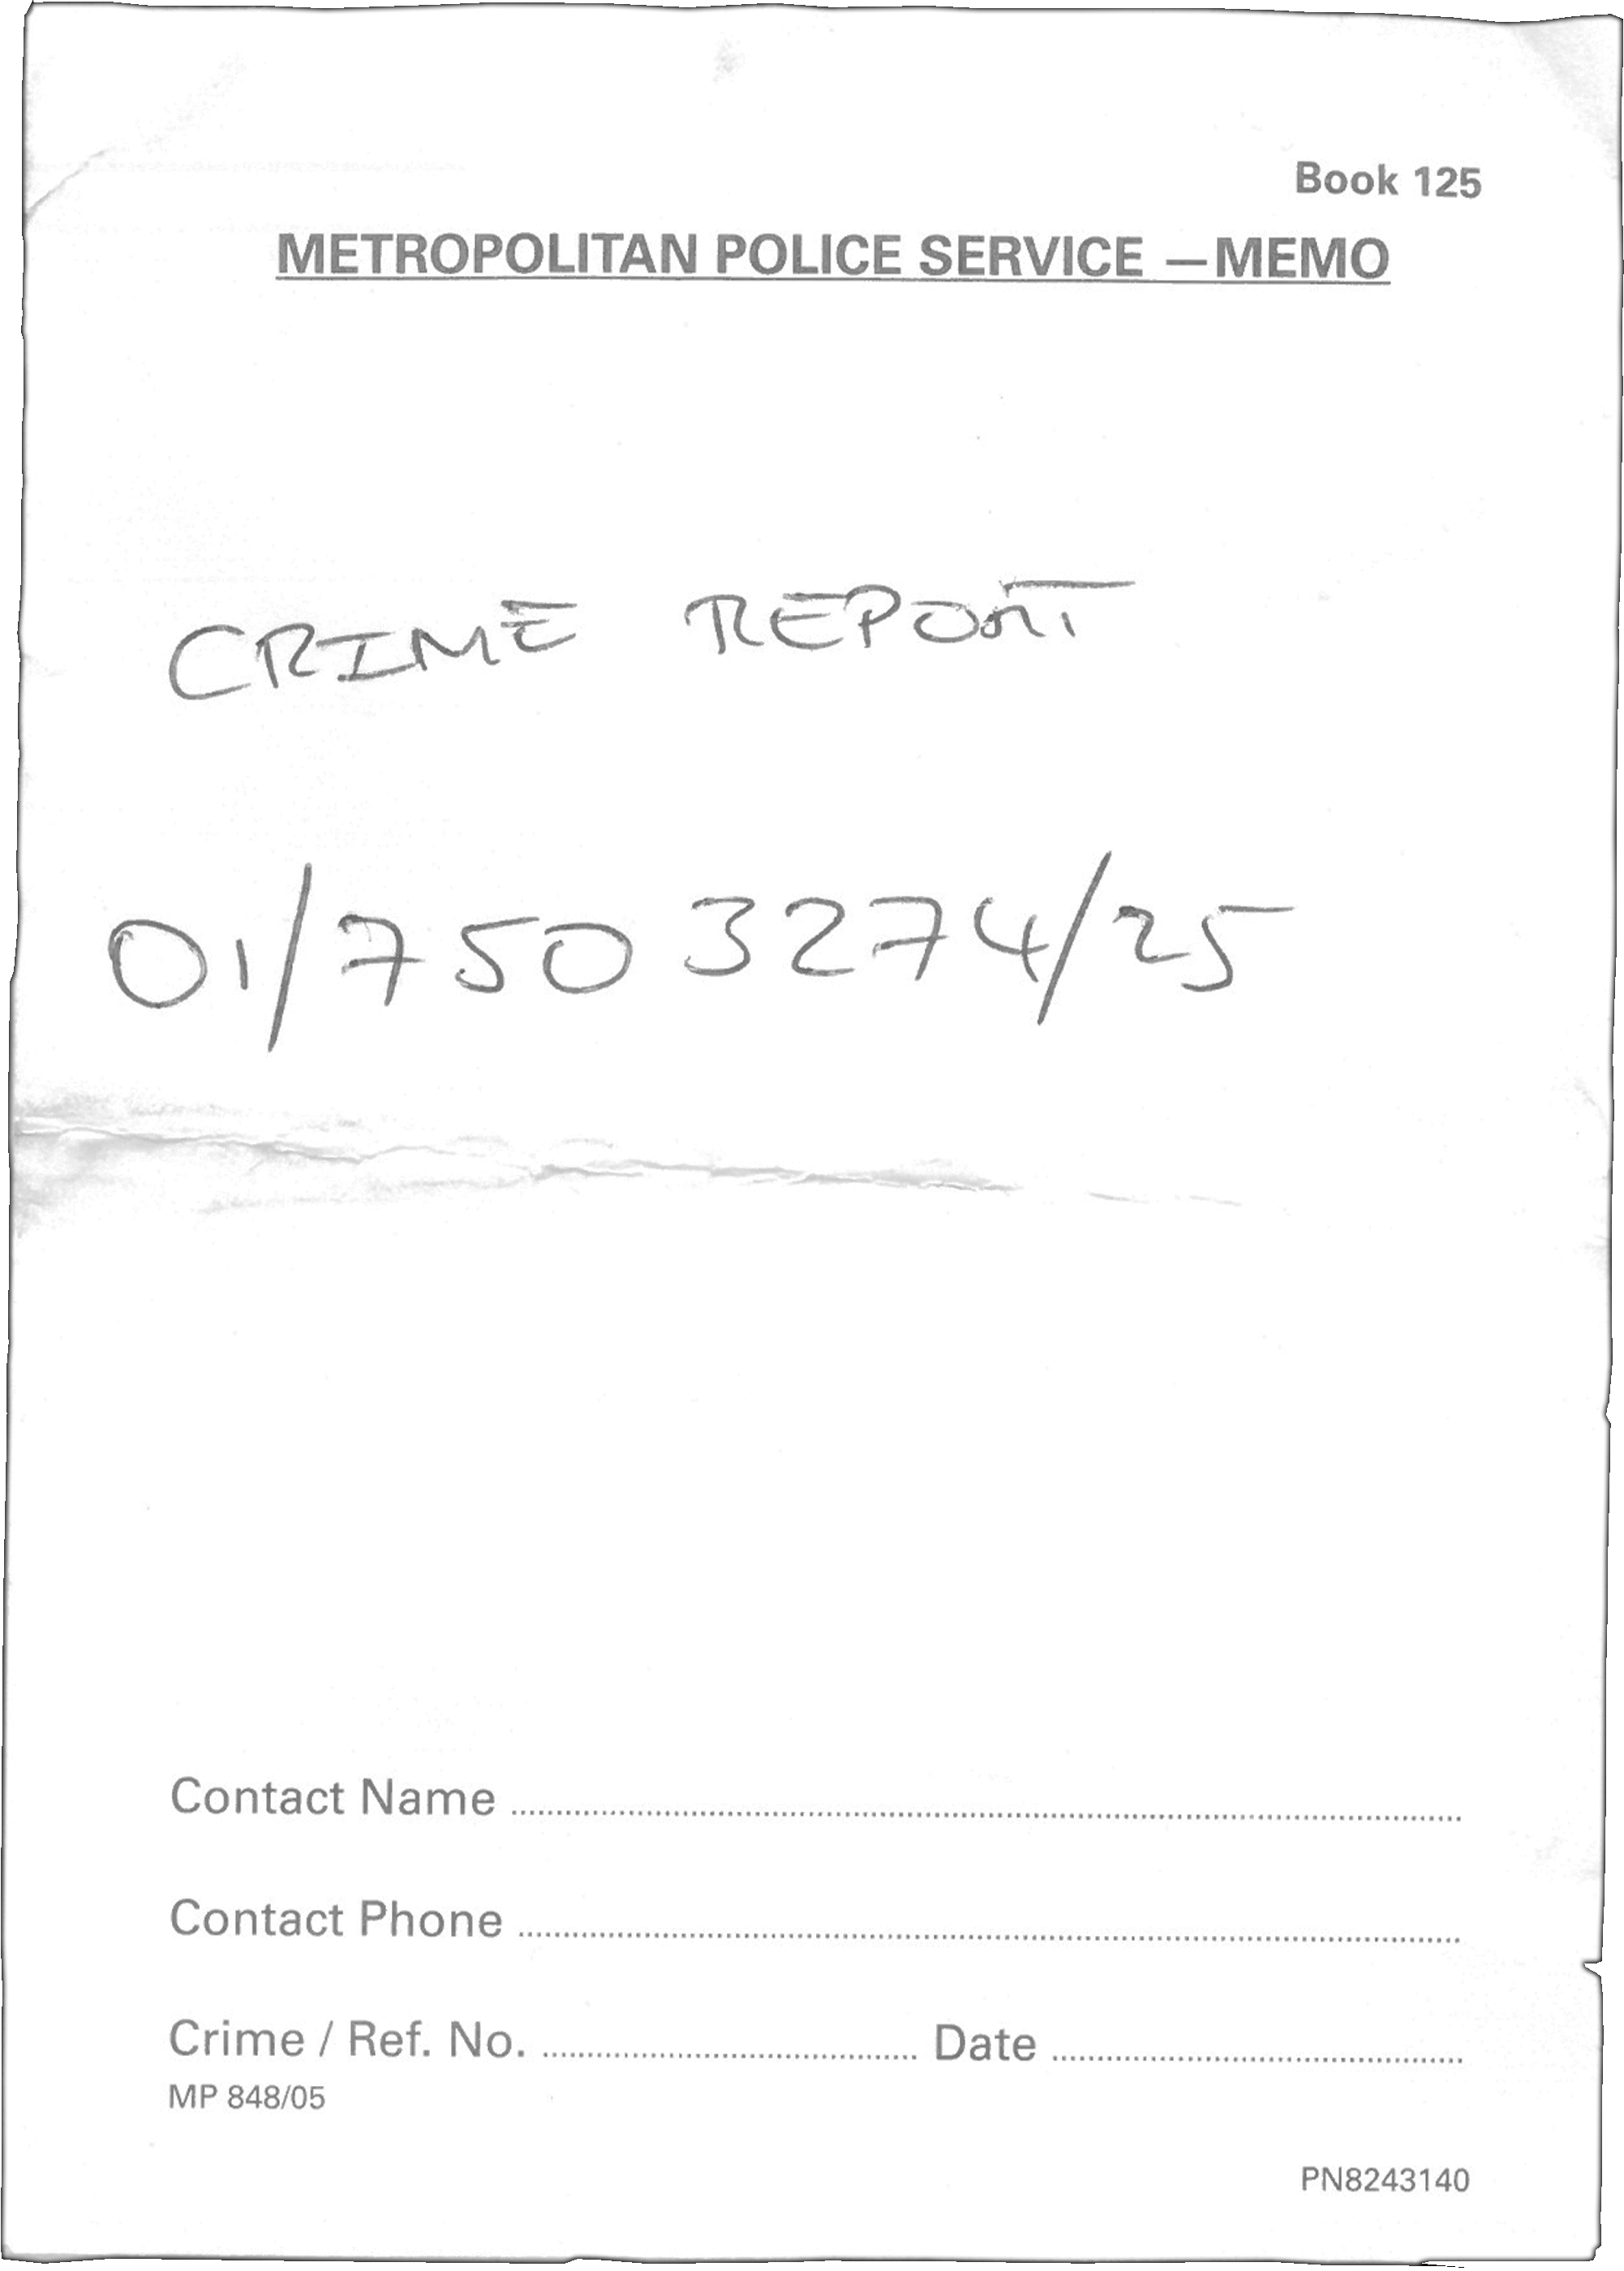 Book 125
METROPOLITAN POLICE SERVICE —MEMO
CRIME REPORT
01/7503274/25
Contact Name
Contact Phone
Crime / Ref. No. Date
MP 848/05
PN8243140